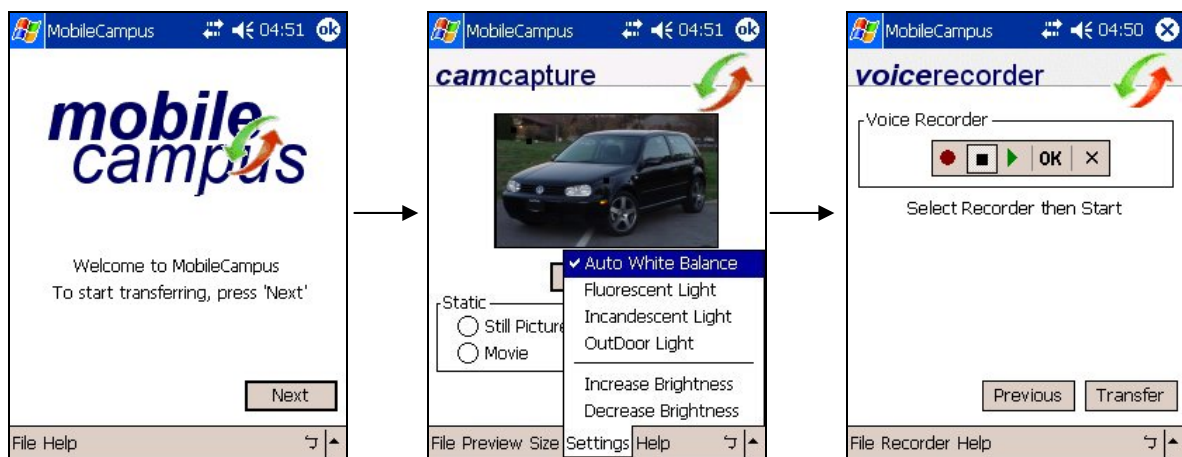 MobileCampus 04:51 ok
mobile
campus
Welcome to MobileCampus
To start transferring, press 'Next'
Next
File Help
MobileCampus 04:51 ok
camcapture
Auto White Balance
Fluorescent Light
Incandescent Light
OutDoor Light
Increase Brightness
Decrease Brightness
Static
Still Picture
Movie
File Preview Size Settings Help
MobileCampus 04:50
voicerecorder
Voice Recorder
OK
Select Recorder then Start
Previous Transfer
File Recorder Help